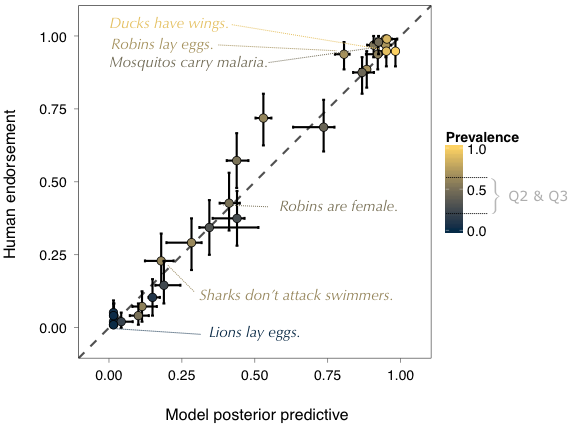 Ducks have wings.
Robins lay eggs.
Mosquitos carry malaria.
Robins are female.
Sharks don't attack swimmers.
Lions lay eggs.
Human endorsement
1.00
0.75
0.50
0.25
0.00
0.00 0.25 0.50 0.75 1.00
Model posterior predictive
Prevalence
1.0
0.5
0.0
Q2 & Q3